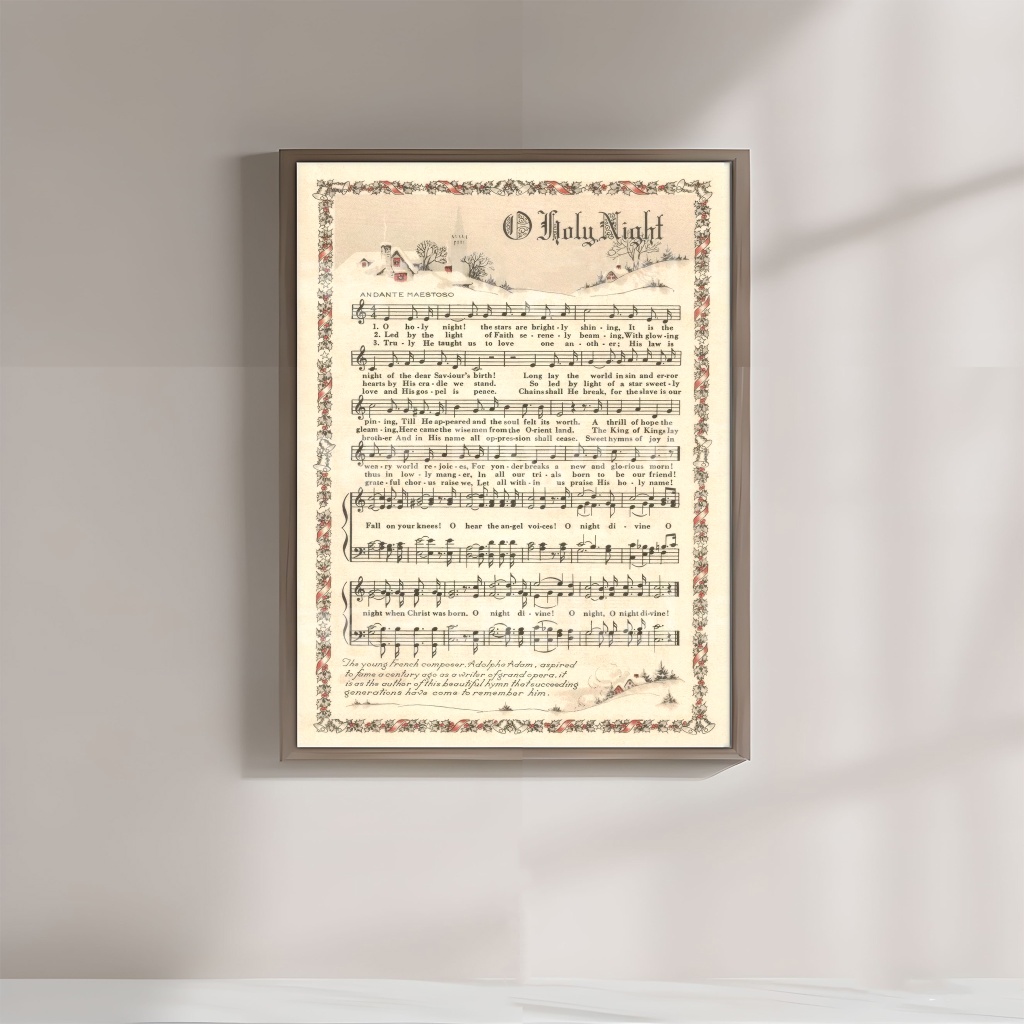 O Holy Night
ANDANTE MAESTOSO
1. O ho - ly night! the stars are bright - ly shin - ing, It is the
2. Led by the light of Faith se - rene - ly beam - ing, With glow-ing
3. Tru - ly He taught us to love one an - oth - er; His law is
night of the dear Sav-iour's birth! Long lay the world in sin and er-ror
hearts by His cra - dle we stand. So led by light of a star sweet - ly
love and His gos - pel is peace. Chains shall He break, for the slave is our
pin - ing, Till He ap-peared and the soul felt its worth. A thrill of hope the
gleam - ing, Here came the wise men from the O-rient land. The King of Kings lay
broth-er And in His name all op-pres-sion shall cease. Sweet hymns of joy in
wea - ry world re - joic - es, For yon - der breaks a new and glo-rious morn!
thus in low - ly mang - er, In all our tri - als born to be our friend!
grate - ful chor - us raise we, Let all with - in us praise His ho - ly name!
Fall on your knees! O hear the an-gel voi-ces! O night di - vine O
night when Christ was born. O night di - vine! O night, O night di-vine!
The young French composer, Adolphe Adam, aspired
to fame a century ago as a writer of grand opera, it
is as the author of this beautiful hymn that succeeding
generations have come to remember him.